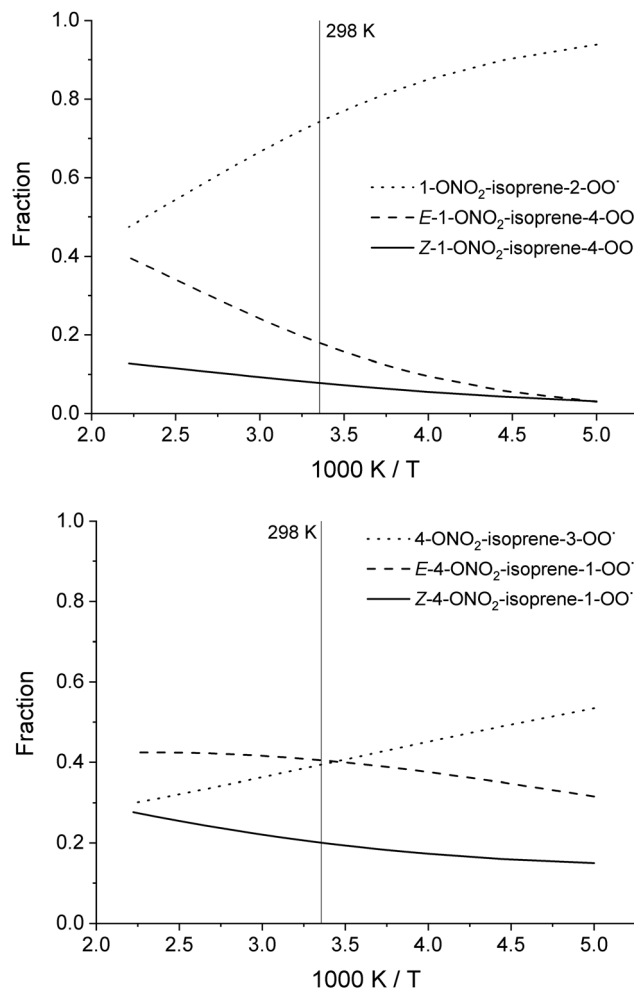 298 K
1.0
0.8
0.6
0.4
0.2
0.0
Fraction
1-ONO₂-isoprene-2-OO·
E-1-ONO₂-isoprene-4-OO
Z-1-ONO₂-isoprene-4-OO
2.0 2.5 3.0 3.5 4.0 4.5 5.0
1000 K / T
298 K
1.0
0.8
0.6
0.4
0.2
0.0
Fraction
4-ONO₂-isoprene-3-OO·
E-4-ONO₂-isoprene-1-OO·
Z-4-ONO₂-isoprene-1-OO·
2.0 2.5 3.0 3.5 4.0 4.5 5.0
1000 K / T